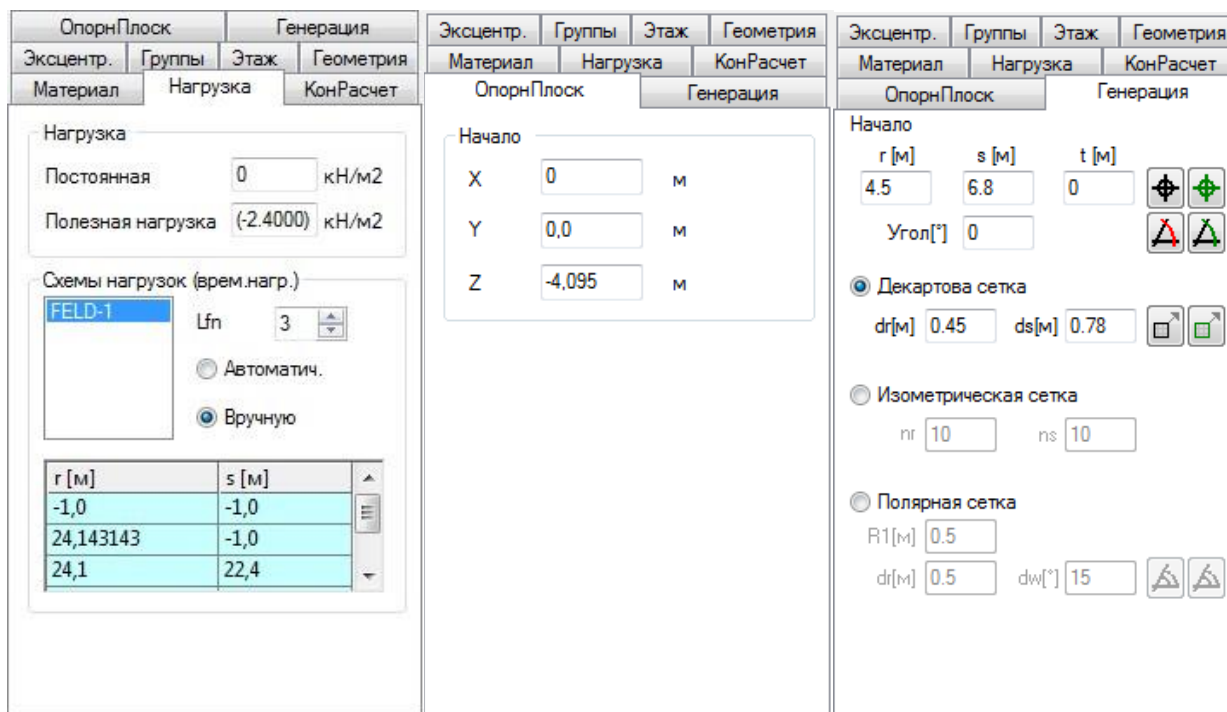 ОпорнПлоск Генерация
Эксцентр. Группы Этаж Геометрия
Материал Нагрузка КонРасчет
Нагрузка
Постоянная 0 кН/м2
Полезная нагрузка (-2.4000) кН/м2
Схемы нагрузок (врем.нагр.)
FELD-1
Lfn 3
Автоматич.
Вручную
r [м] s [м]
-1,0 -1,0
24,143143 -1,0
24,1 22,4
Эксцентр. Группы Этаж Геометрия
Материал Нагрузка КонРасчет
ОпорнПлоск Генерация
Начало
X 0 м
Y 0,0 м
Z -4,095 м
Эксцентр. Группы Этаж Геометрия
Материал Нагрузка КонРасчет
ОпорнПлоск Генерация
Начало
r [м] s [м] t [м]
4.5 6.8 0
Угол[°] 0
Декартова сетка
dr[м] 0.45 ds[м] 0.78
Изометрическая сетка
nr 10 ns 10
Полярная сетка
R1[м] 0.5
dr[м] 0.5 dw[°] 15